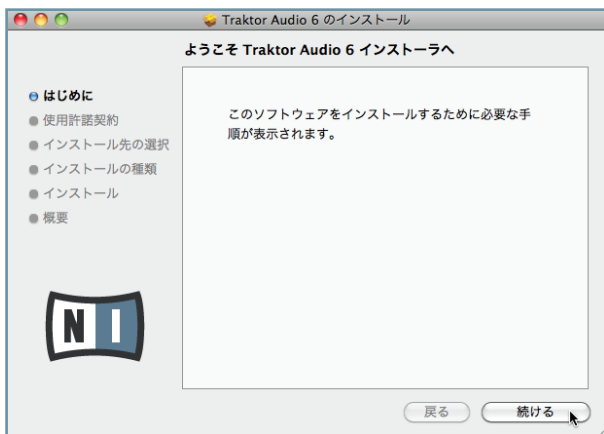 Traktor Audio 6 のインストール
ようこそ Traktor Audio 6 インストーラへ
はじめに
使用許諾契約
インストール先の選択
インストールの種類
インストール
概要
このソフトウェアをインストールするために必要な手
順が表示されます。
NI
戻る
続ける